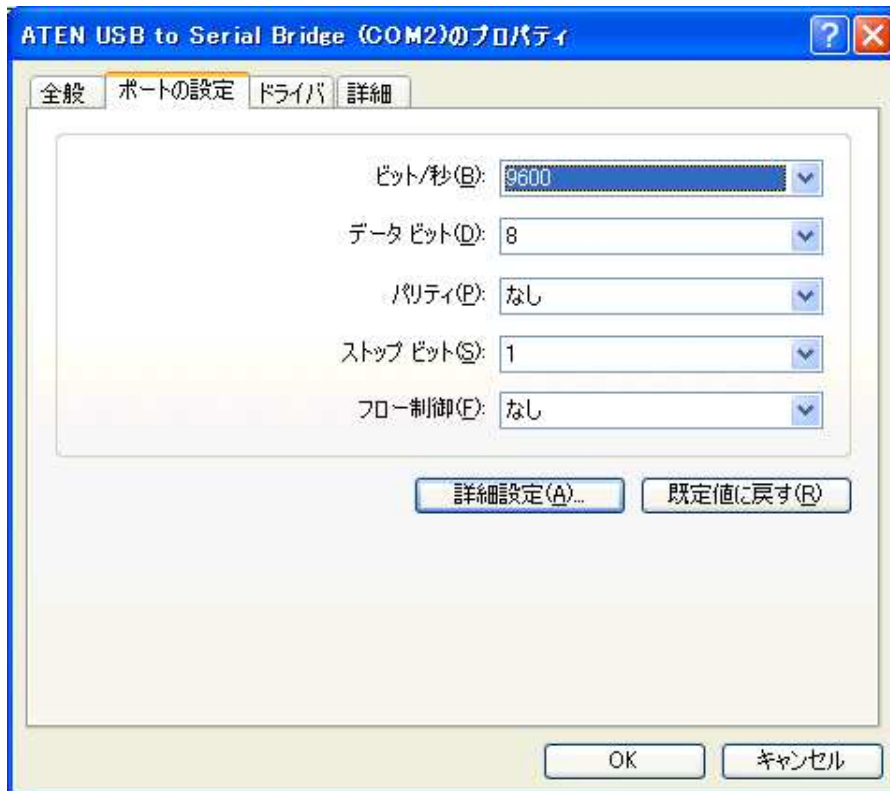 ATEN USB to Serial Bridge (COM2)のプロパティ
全般 ポートの設定 ドライバ 詳細
ビット/秒(B): 9600
データ ビット(D): 8
パリティ(P): なし
ストップ ビット(S): 1
フロー制御(F): なし
詳細設定(A)... 既定値に戻す(R)
OK キャンセル